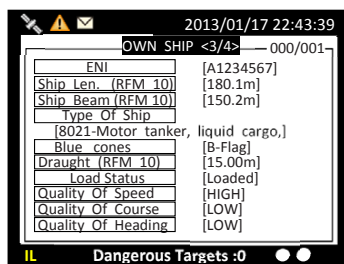 2013/01/17 22:43:39
OWN SHIP <3/4> 000/001
ENI [A1234567]
Ship Len. (RFM 10) [180.1m]
Ship Beam (RFM 10) [150.2m]
Type Of Ship
[8021-Motor tanker, liquid cargo,]
Blue cones [B-Flag]
Draught (RFM 10) [15.00m]
Load Status [Loaded]
Quality Of Speed [HIGH]
Quality Of Course [LOW]
Quality Of Heading [LOW]
IL Dangerous Targets :0